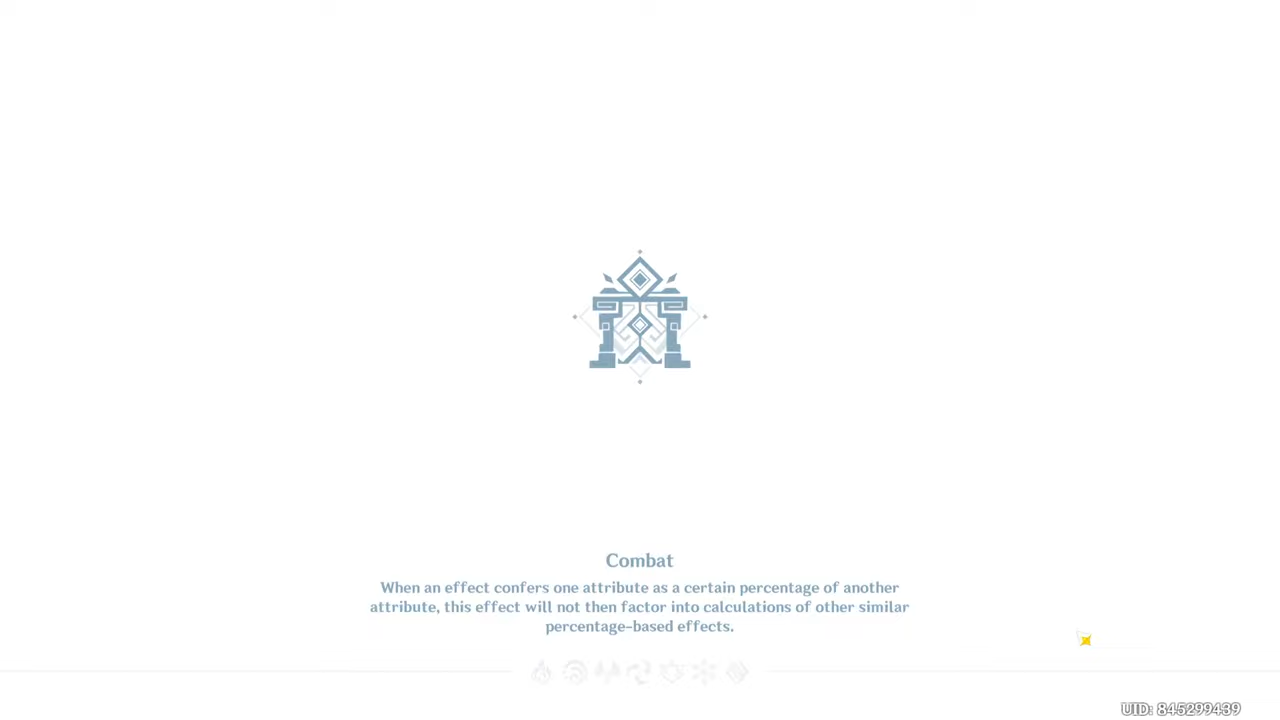 Combat
When an effect confers one attribute as a certain percentage of another
attribute, this effect will not then factor into calculations of other similar
percentage-based effects.
UID: 845299439